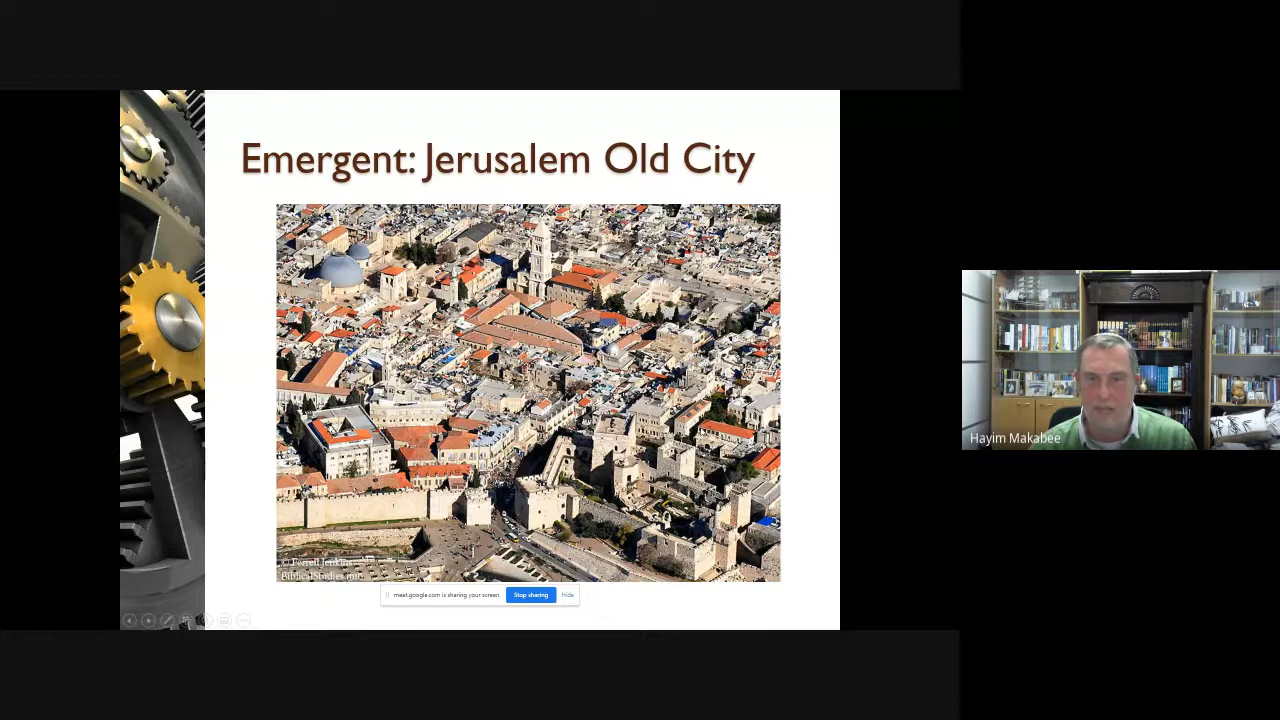 Emergent: Jerusalem Old City
© Ferrell Jenkins
BiblicalStudies.info
meet.google.com is sharing your screen.
Stop sharing
Hide
Hayim Makabee